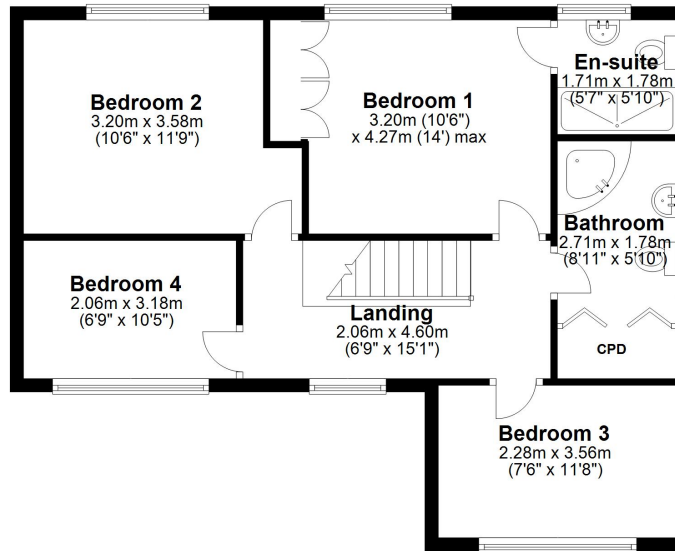 Bedroom 2
3.20m x 3.58m
(10'6" x 11'9")
Bedroom 1
3.20m (10'6")
x 4.27m (14') max
En-suite
1.71m x 1.78m
(5'7" x 5'10")
Bathroom
2.71m x 1.78m
(8'11" x 5'10")
CPD
Bedroom 4
2.06m x 3.18m
(6'9" x 10'5")
Landing
2.06m x 4.60m
(6'9" x 15'1")
Bedroom 3
2.28m x 3.56m
(7'6" x 11'8")